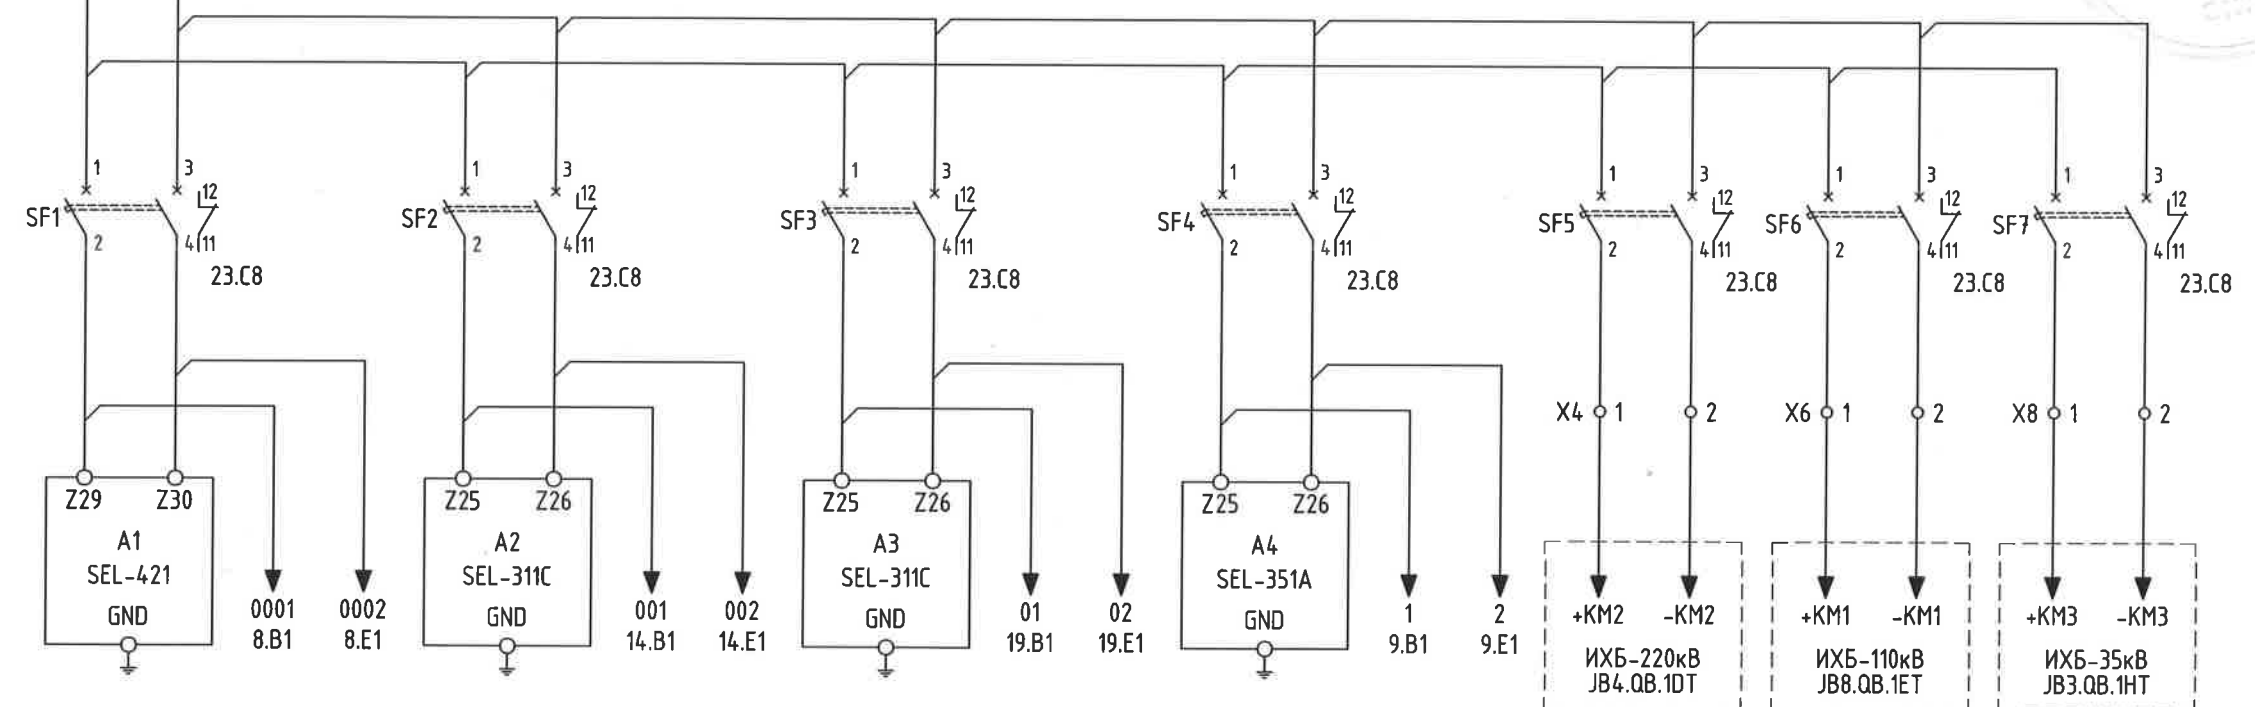 1 3 1 3 1 3 1 3 1 3 1 3 1 3
12 12 12 12 12 12 12
SF1 SF2 SF3 SF4 SF5 SF6 SF7
2 4 11 2 4 11 2 4 11 2 4 11 2 4 11 2 4 11 2 4 11
23.C8 23.C8 23.C8 23.C8 23.C8 23.C8 23.C8
X4 1 2 X6 1 2 X8 1 2
Z29 Z30 Z25 Z26 Z25 Z26 Z25 Z26
A1
SEL-421
GND
0001
8.B1
0002
8.E1
A2
SEL-311C
GND
001
14.B1
002
14.E1
A3
SEL-311C
GND
01
19.B1
02
19.E1
A4
SEL-351A
GND
1
9.B1
2
9.E1
+KM2 -KM2
ИХБ-220кВ
JB4.QB.1DT
+KM1 -KM1
ИХБ-110кВ
JB8.QB.1ET
+KM3 -KM3
ИХБ-35кВ
JB3.QB.1HT